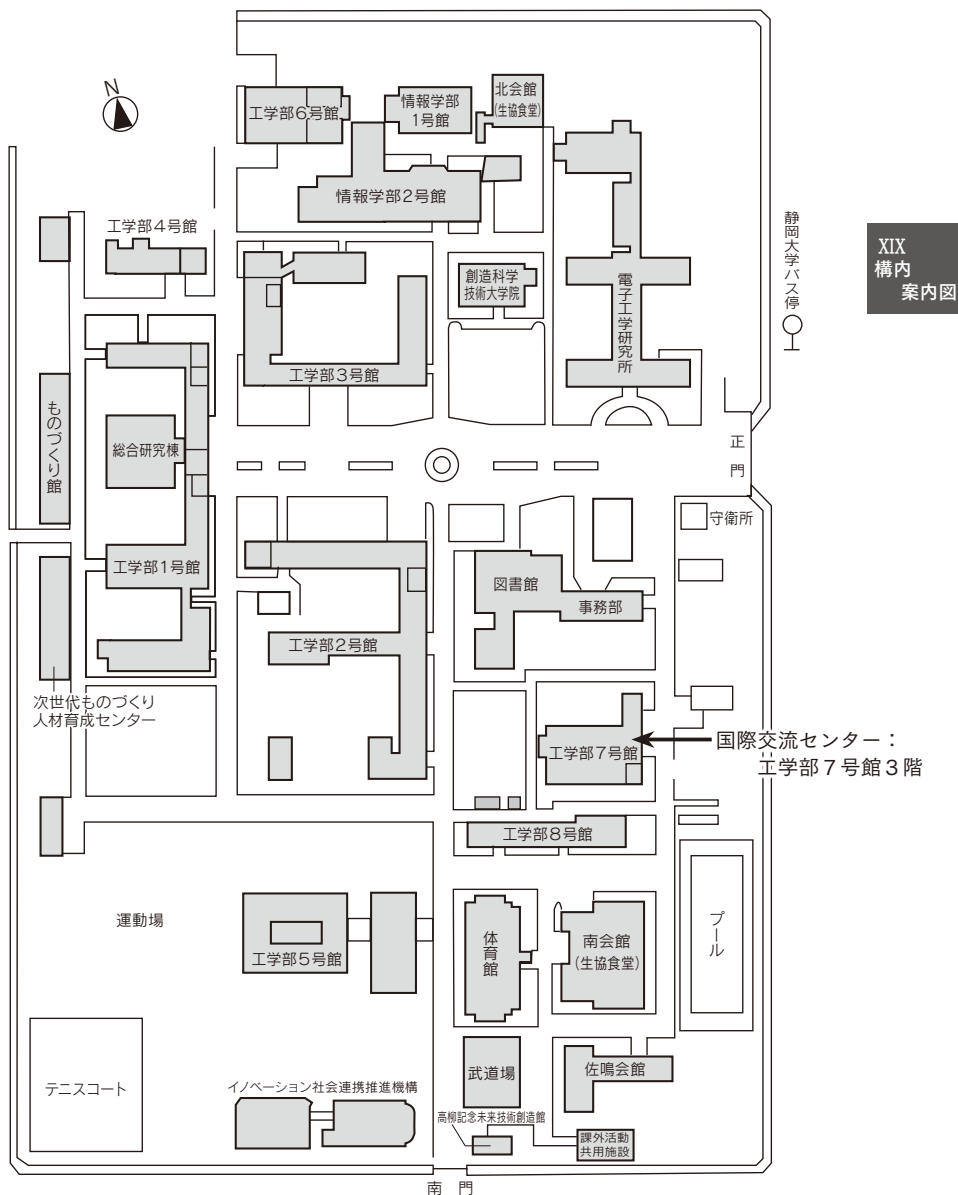 N
工学部6号館
情報学部
1号館
北会館
(生協食堂)
情報学部2号館
工学部4号館
静岡大学バス停
XIX
構内
案内図
創造科学
技術大学院
電子工学研究所
工学部3号館
ものづくり館
総合研究棟
正門
守衛所
工学部1号館
図書館
事務部
工学部2号館
次世代ものづくり
人材育成センター
工学部7号館
国際交流センター：
工学部７号館３階
工学部8号館
運動場
工学部5号館
体育館
南会館
(生協食堂)
プール
テニスコート
イノベーション社会連携推進機構
武道場
佐鳴会館
高柳記念未来技術創造館
課外活動
共用施設
南門